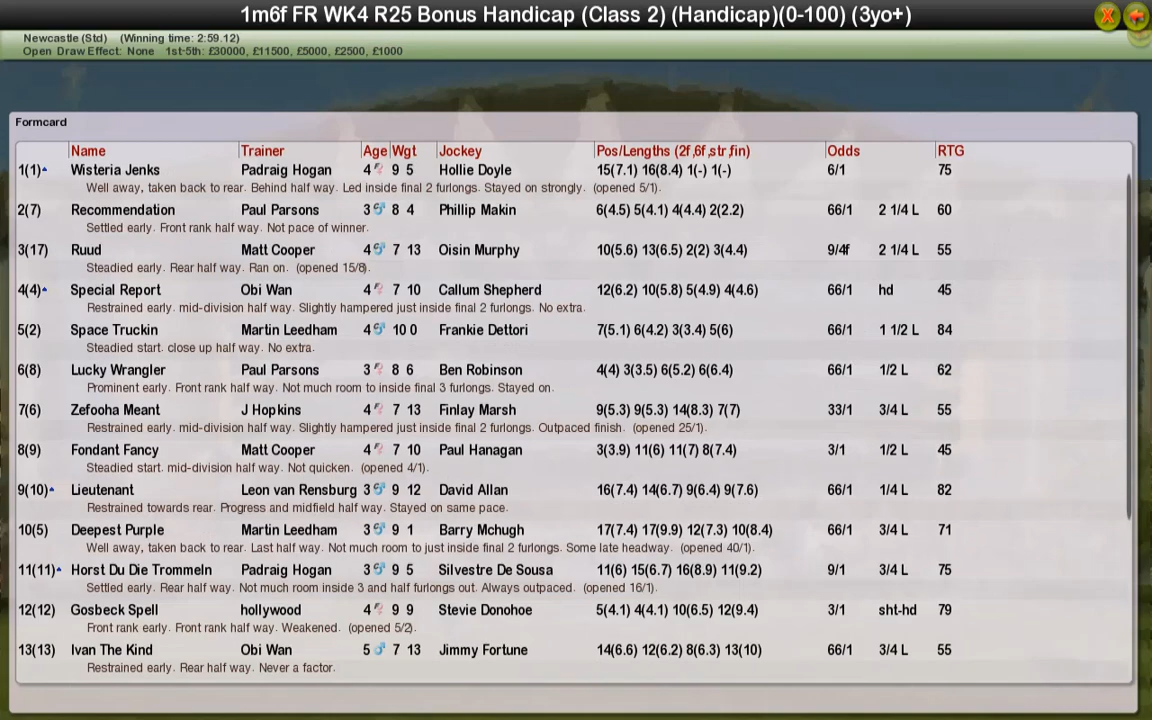 1m6f FR WK4 R25 Bonus Handicap (Class 2) (Handicap)(0-100) (3yo+)
X
Newcastle (Std) (Winning time: 2:59.12)
Open Draw Effect: None 1st-5th: £30000, £11500, £5000, £2500, £1000
Formcard
Name Trainer Age Wgt Jockey Pos/Lengths (2f,6f,str,fin) Odds RTG
1(1) Wisteria Jenks Padraig Hogan 4 9 5 Hollie Doyle 15(7.1) 16(8.4) 1(-) 1(-) 6/1 75
Well away, taken back to rear. Behind half way. Led inside final 2 furlongs. Stayed on strongly. (opened 5/1).
2(7) Recommendation Paul Parsons 3 8 4 Phillip Makin 6(4.5) 5(4.1) 4(4.4) 2(2.2) 66/1 2 1/4 L 60
Settled early. Front rank half way. Not pace of winner.
3(17) Ruud Matt Cooper 4 7 13 Oisin Murphy 10(5.6) 13(6.5) 2(2) 3(4.4) 9/4f 2 1/4 L 55
Steadied early. Rear half way. Ran on. (opened 15/8).
4(4) Special Report Obi Wan 4 7 10 Callum Shepherd 12(6.2) 10(5.8) 5(4.9) 4(4.6) 66/1 hd 45
Restrained early. mid-division half way. Slightly hampered just inside final 2 furlongs. No extra.
5(2) Space Truckin Martin Leedham 4 10 0 Frankie Dettori 7(5.1) 6(4.2) 3(3.4) 5(6) 66/1 1 1/2 L 84
Steadied start. close up half way. No extra.
6(8) Lucky Wrangler Paul Parsons 3 8 6 Ben Robinson 4(4) 3(3.5) 6(5.2) 6(6.4) 66/1 1/2 L 62
Prominent early. Front rank half way. Not much room to inside final 3 furlongs. Stayed on.
7(6) Zefooha Meant J Hopkins 4 7 13 Finlay Marsh 9(5.3) 9(5.3) 14(8.3) 7(7) 33/1 3/4 L 55
Restrained early. mid-division half way. Slightly hampered just inside final 2 furlongs. Outpaced finish. (opened 25/1).
8(9) Fondant Fancy Matt Cooper 4 7 10 Paul Hanagan 3(3.9) 11(6) 11(7) 8(7.4) 3/1 1/2 L 45
Steadied start. mid-division half way. Not quicken. (opened 4/1).
9(10) Lieutenant Leon van Rensburg 3 9 12 David Allan 16(7.4) 14(6.7) 9(6.4) 9(7.6) 66/1 1/4 L 82
Restrained towards rear. Progress and midfield half way. Stayed on same pace.
10(5) Deepest Purple Martin Leedham 3 9 1 Barry Mchugh 17(7.4) 17(9.9) 12(7.3) 10(8.4) 66/1 3/4 L 71
Well away, taken back to rear. Last half way. Not much room to just inside final 2 furlongs. Some late headway. (opened 40/1).
11(11) Horst Du Die Trommeln Padraig Hogan 3 9 5 Silvestre De Sousa 11(6) 15(6.7) 16(8.9) 11(9.2) 9/1 3/4 L 75
Settled early. Rear half way. Not much room inside 3 and half furlongs out. Always outpaced. (opened 16/1).
12(12) Gosbeck Spell hollywood 4 9 9 Stevie Donohoe 5(4.1) 4(4.1) 10(6.5) 12(9.4) 3/1 sht-hd 79
Front rank early. Front rank half way. Weakened. (opened 5/2).
13(13) Ivan The Kind Obi Wan 5 7 13 Jimmy Fortune 14(6.6) 12(6.2) 8(6.3) 13(10) 66/1 3/4 L 55
Restrained early. Rear half way. Never a factor.